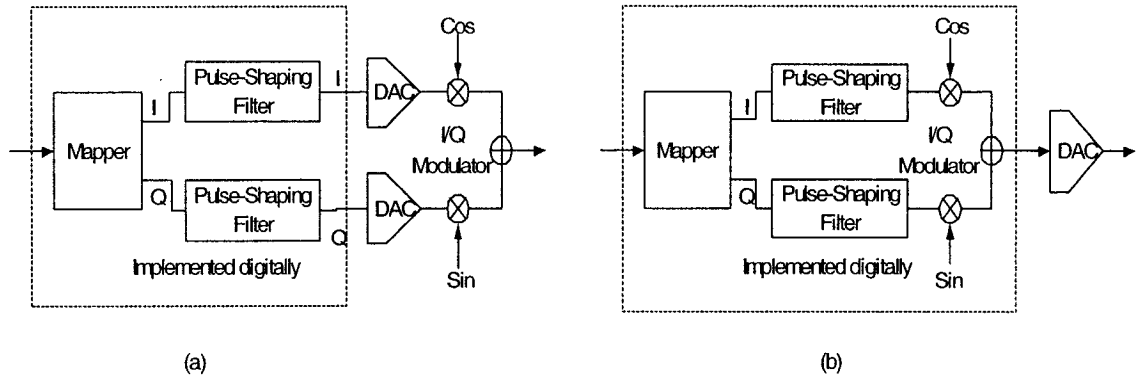 Cos
Pulse-Shaping
Filter
I
I
DAC
Mapper
I/Q
Modulator
Q
Pulse-Shaping
Filter
DAC
Q
Implemented digitally
Sin
(a)
Cos
Pulse-Shaping
Filter
I
Mapper
I/Q
Modulator
DAC
Q
Pulse-Shaping
Filter
Implemented digitally
Sin
(b)